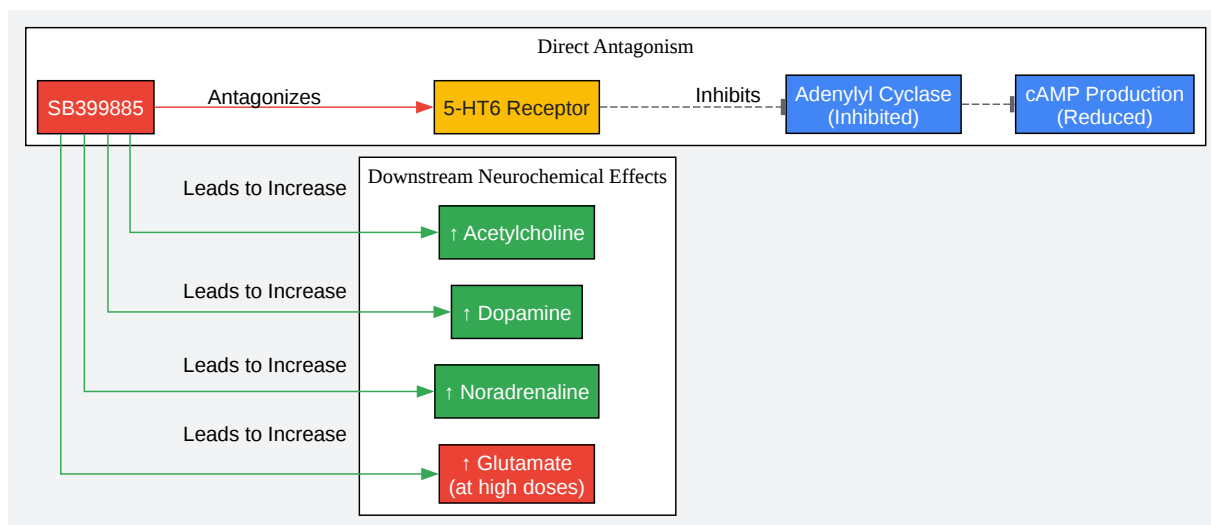 Direct Antagonism
SB399885
Antagonizes
5-HT6 Receptor
Inhibits
Adenylyl Cyclase
(Inhibited)
cAMP Production
(Reduced)
Downstream Neurochemical Effects
Leads to Increase
↑ Acetylcholine
Leads to Increase
↑ Dopamine
Leads to Increase
↑ Noradrenaline
Leads to Increase
↑ Glutamate
(at high doses)